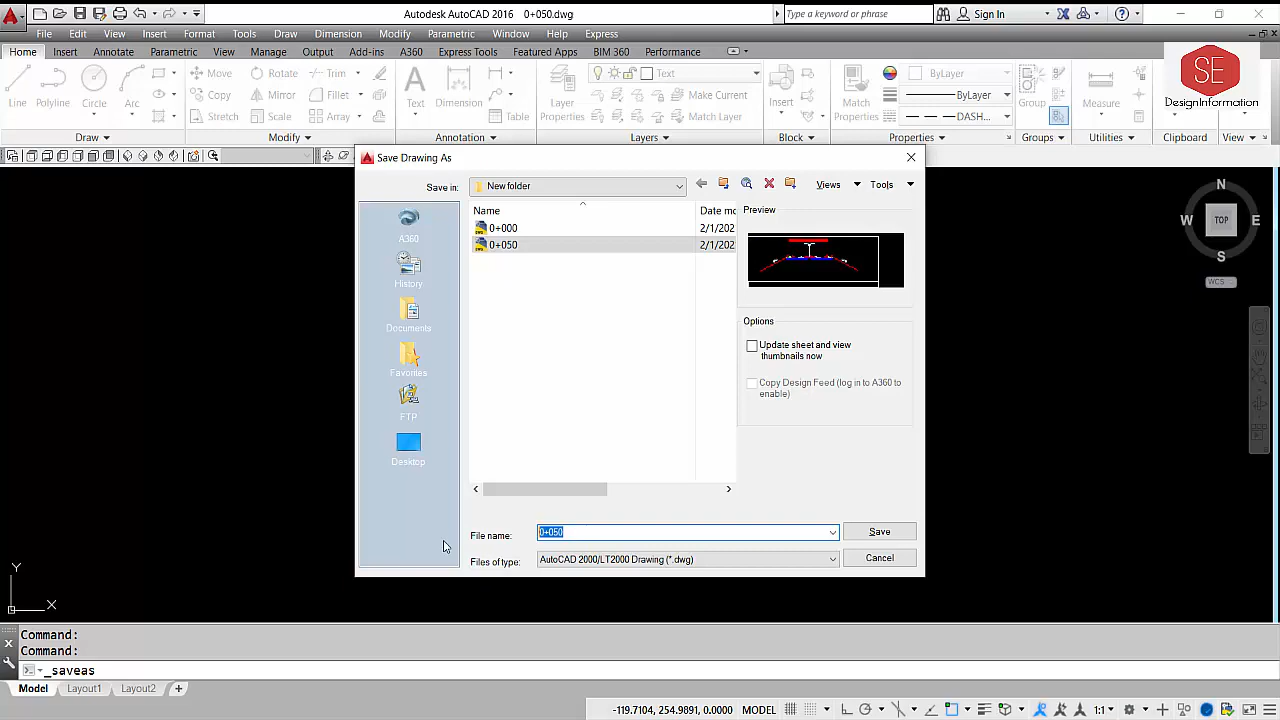 Autodesk AutoCAD 2016 0+050.dwg
Type a keyword or phrase
Sign In
File Edit View Insert Format Tools Draw Dimension Modify Parametric Window Help Express
Home Insert Annotate Parametric View Manage Output Add-ins A360 Express Tools Featured Apps BIM 360 Performance
SE
DesignInformation
Line Polyline Circle Arc
Move Rotate Trim
Copy Mirror Fillet
Stretch Scale Array
Text Dimension
Table
Layer
Properties
Text
Make Current
Match Layer
Insert
Match
Properties
ByLayer
ByLayer
DASH...
Group
Measure
Draw Modify Annotation Layers Block Properties Groups Utilities Clipboard View
Save Drawing As
Save in: New folder
Views Tools
Name Date mo
0+000 2/1/202
0+050 2/1/202
Preview
A360
History
Documents
Favorites
FTP
Desktop
Options
Update sheet and view
thumbnails now
Copy Design Feed (log in to A360 to
enable)
File name: 0+050 Save
Files of type: AutoCAD 2000/LT2000 Drawing (*.dwg) Cancel
N
W TOP E
S
WCS
Y
X
Command:
Command:
_saveas
Model Layout1 Layout2 +
-119.7104, 254.9891, 0.0000 MODEL 1:1